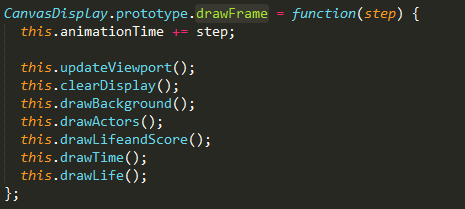 CanvasDisplay.prototype.drawFrame = function(step) {
  this.animationTime += step;

  this.updateViewport();
  this.clearDisplay();
  this.drawBackground();
  this.drawActors();
  this.drawLifeandScore();
  this.drawTime();
  this.drawLife();
};